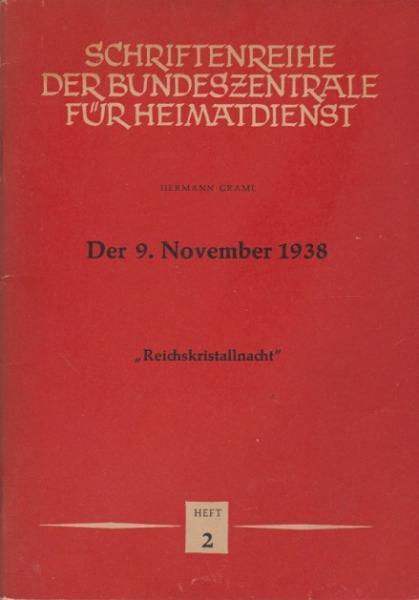 SCHRIFTENREIHE
DER BUNDESZENTRALE
FÜR HEIMATDIENST
HERMANN GRAML
Der 9. November 1938
„Reichskristallnacht“
HEFT
2